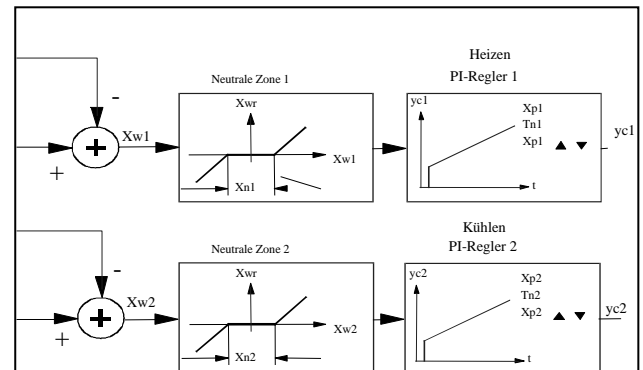 Heizen
Neutrale Zone 1
PI-Regler 1
-
Xwr
yc1
Xp1
Tn1
Xp1
yc1
Xw1
+
+
Xw1
Xn1
t
Kühlen
Neutrale Zone 2
PI-Regler 2
-
Xwr
yc2
Xp2
Tn2
Xp2
yc2
Xw2
+
+
Xw2
Xn2
t